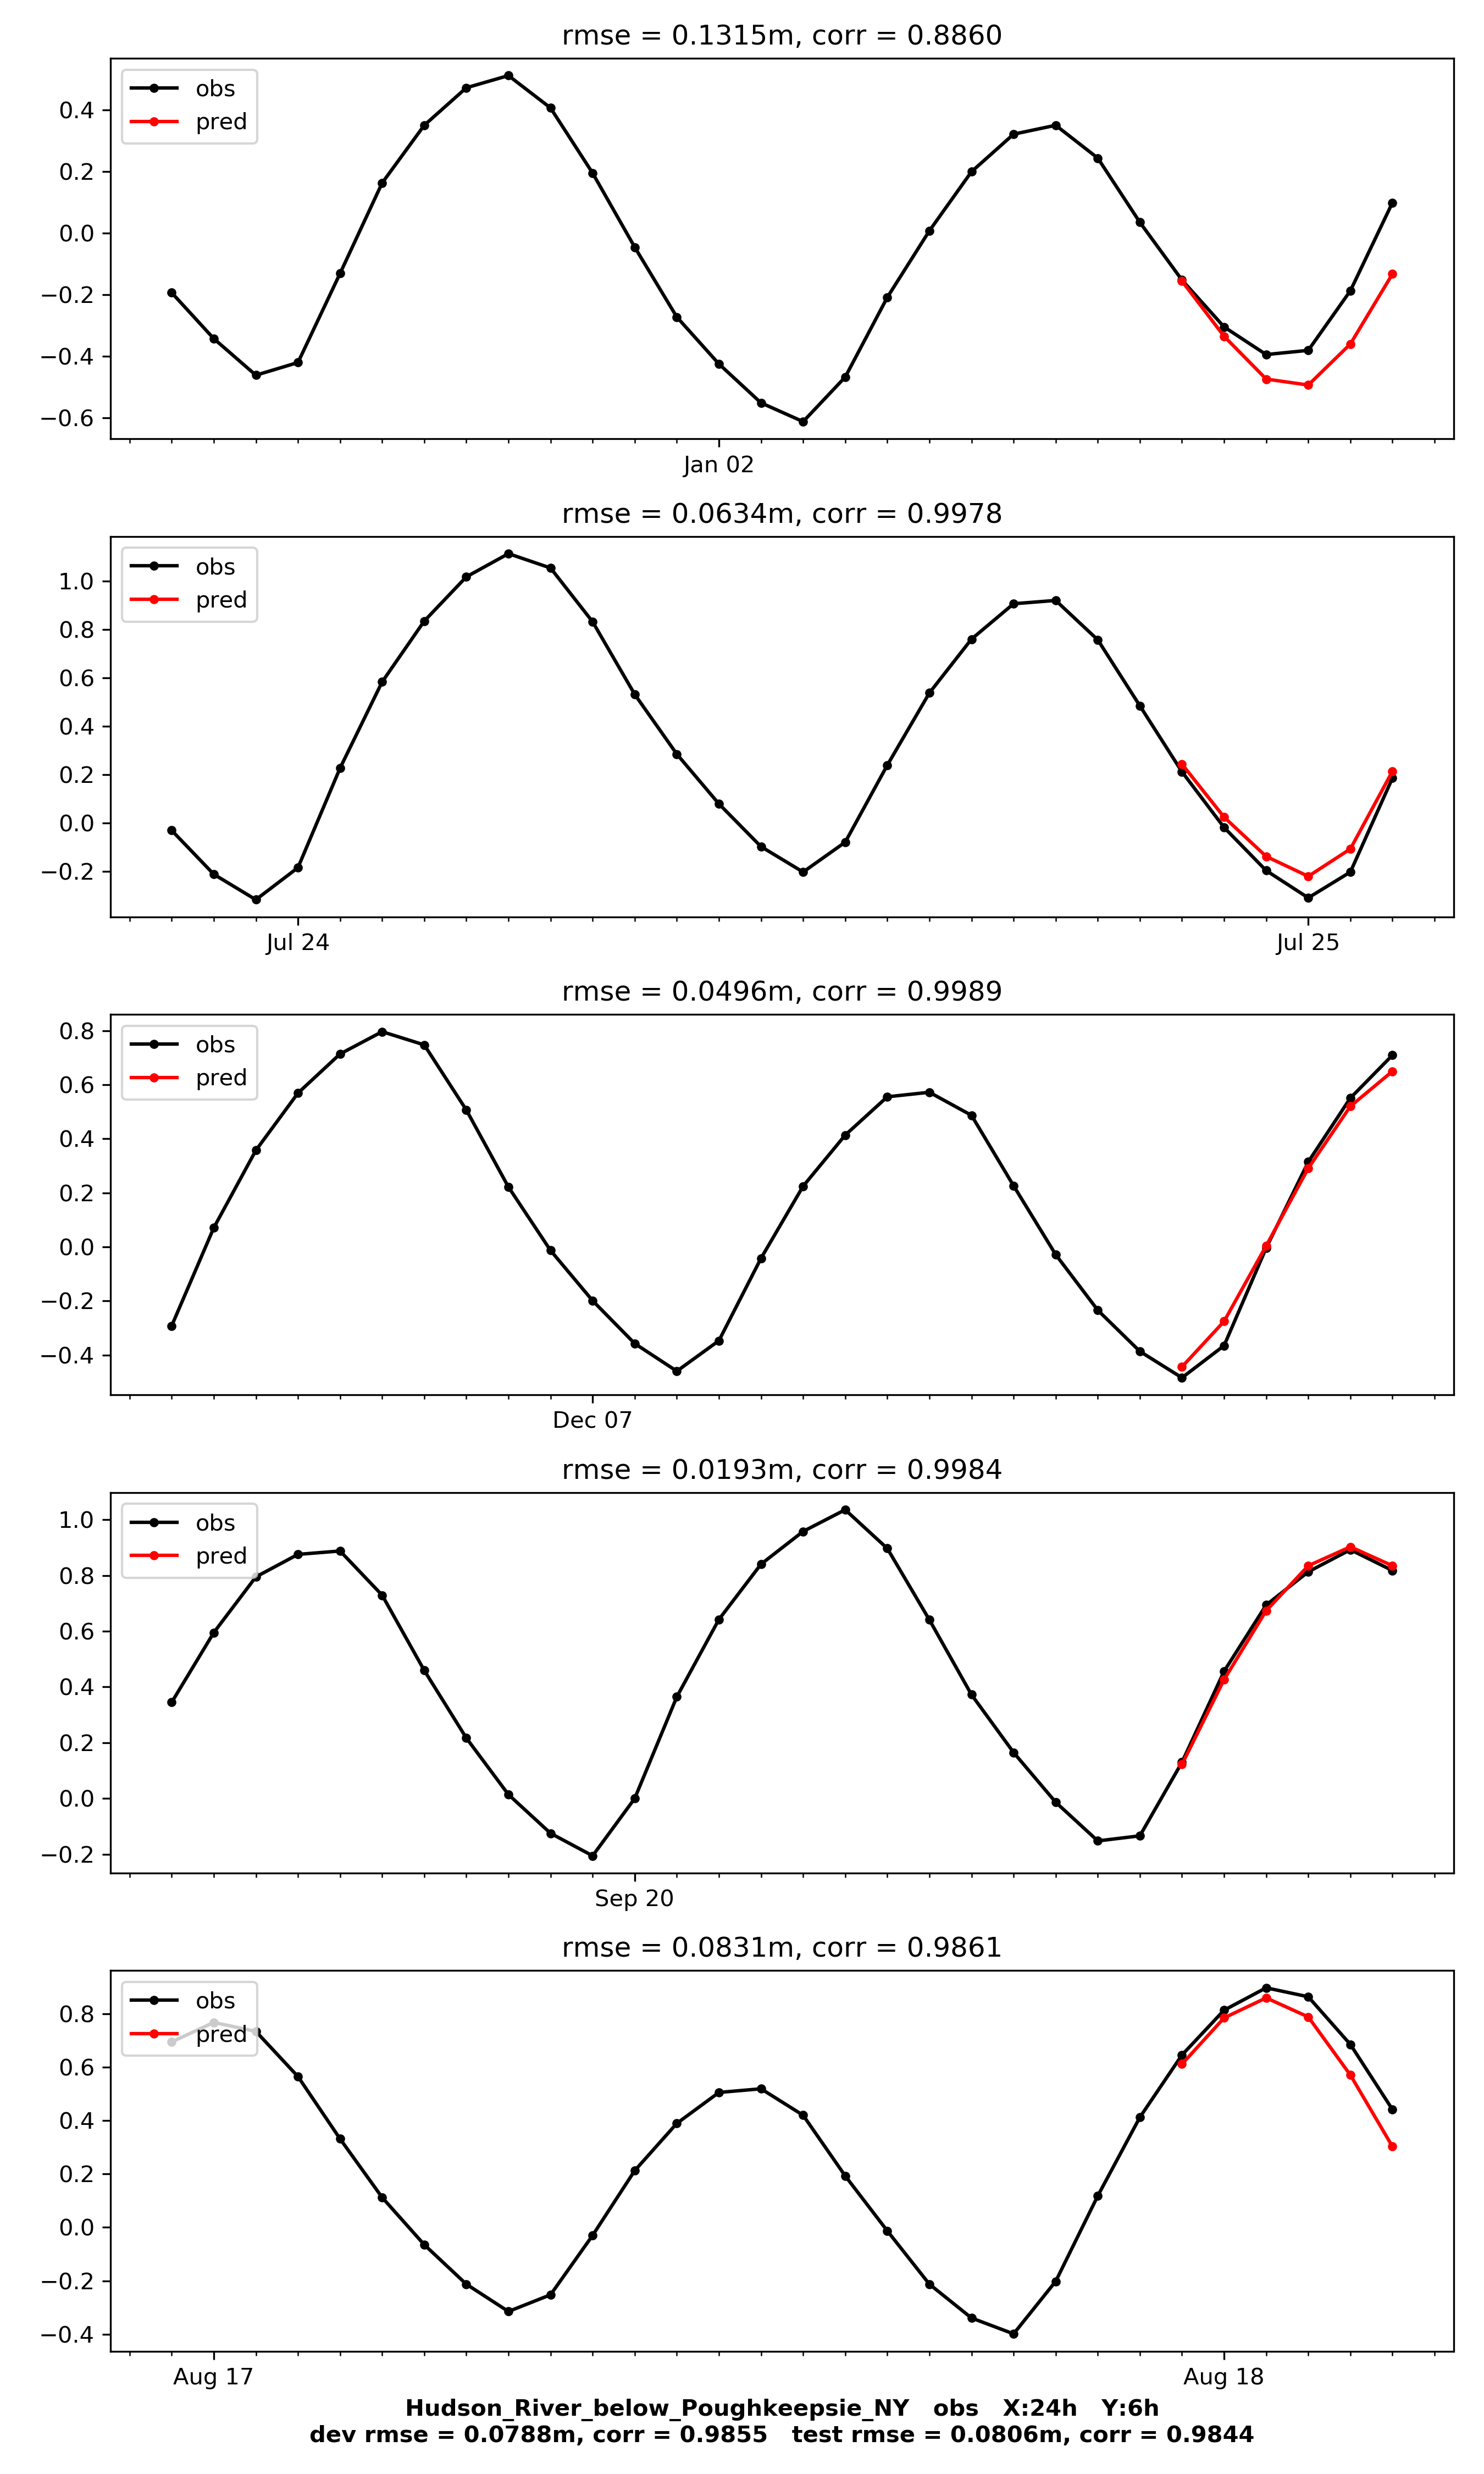 rmse = 0.1315m, corr = 0.8860
obs
pred
0.4
0.2
0.0
−0.2
−0.4
−0.6
Jan 02
rmse = 0.0634m, corr = 0.9978
obs
pred
1.0
0.8
0.6
0.4
0.2
0.0
−0.2
Jul 24 Jul 25
rmse = 0.0496m, corr = 0.9989
obs
pred
0.8
0.6
0.4
0.2
0.0
−0.2
−0.4
Dec 07
rmse = 0.0193m, corr = 0.9984
obs
pred
1.0
0.8
0.6
0.4
0.2
0.0
−0.2
Sep 20
rmse = 0.0831m, corr = 0.9861
obs
pred
0.8
0.6
0.4
0.2
0.0
−0.2
−0.4
Aug 17 Aug 18
Hudson_River_below_Poughkeepsie_NY obs X:24h Y:6h
dev rmse = 0.0788m, corr = 0.9855 test rmse = 0.0806m, corr = 0.9844